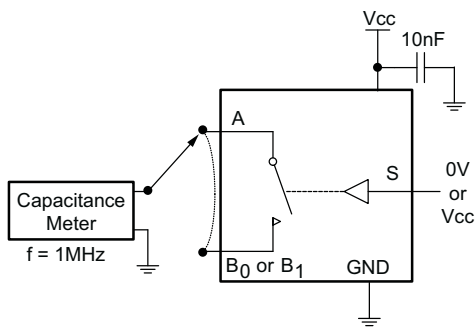 Vcc
10nF
A
S
0V
or
Vcc
Capacitance
Meter
f = 1MHz
B0 or B1
GND